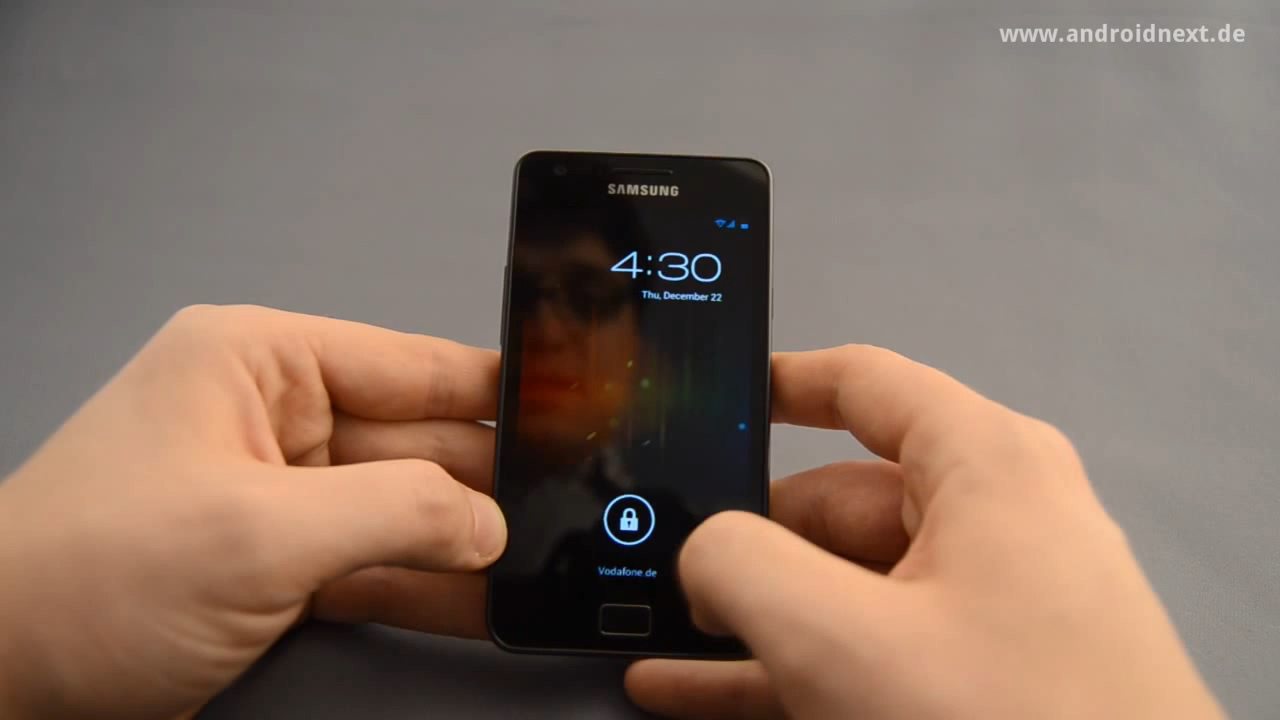 www.androidnext.de
SAMSUNG
4:30
Thu, December 22
Vodafone de